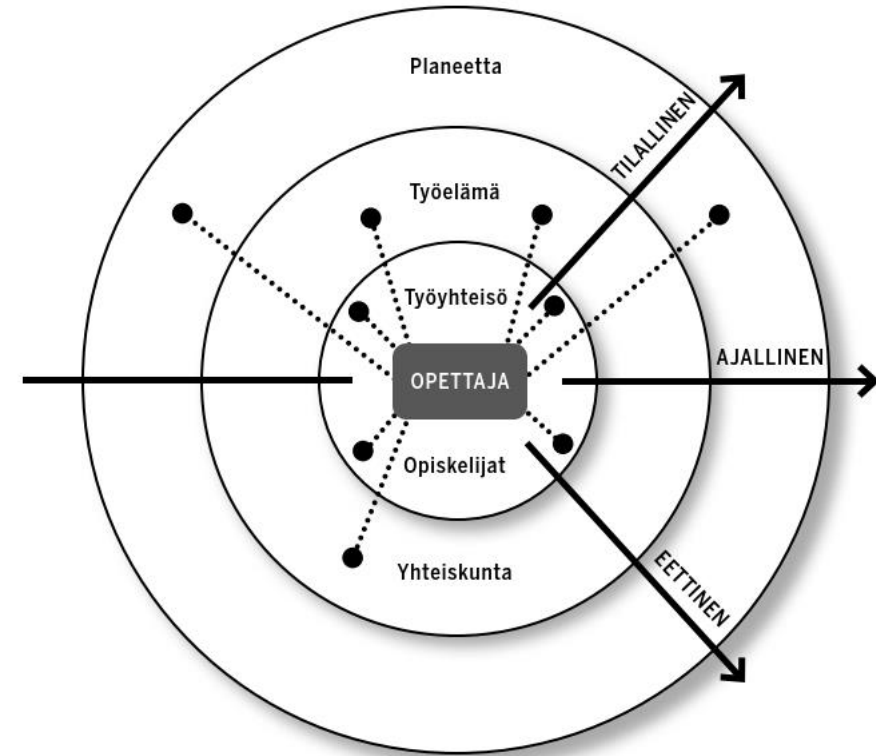 Planeetta
TILALLINEN
Työelämä
Työyhteisö
AJALLINEN
OPETTAJA
Opiskelijat
EETTINEN
Yhteiskunta